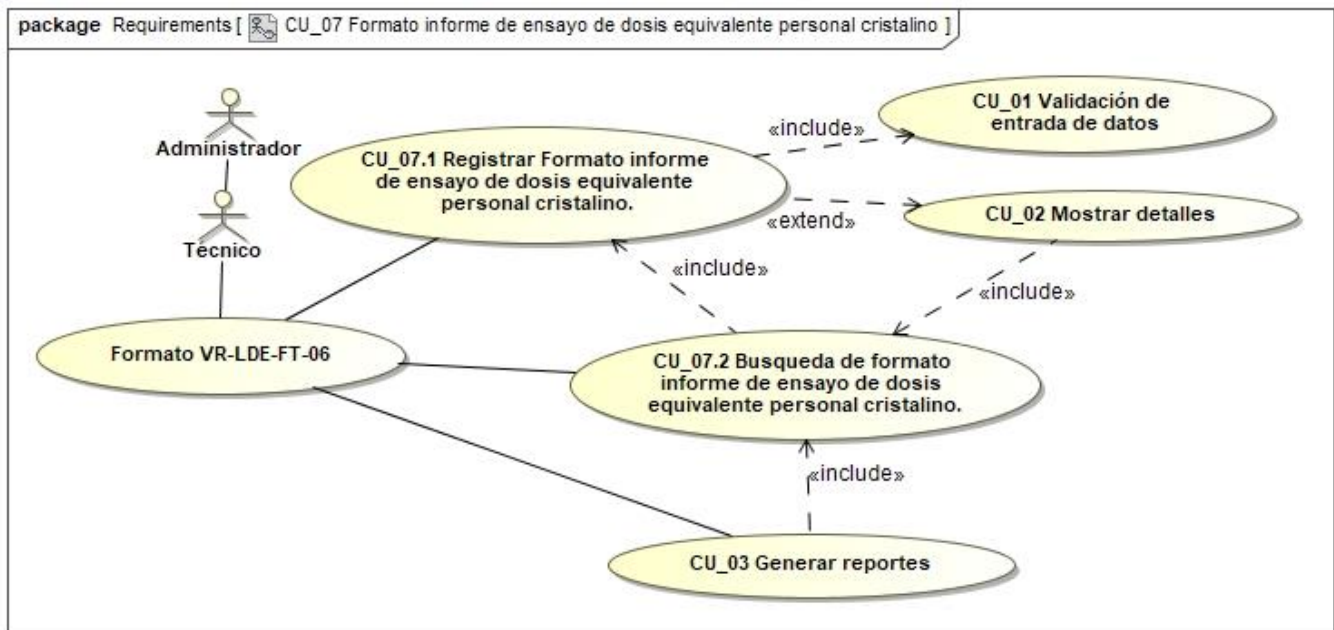 package Requirements [ CU_07 Formato informe de ensayo de dosis equivalente personal cristalino ]
Administrador
Técnico
Formato VR-LDE-FT-06
CU_07.1 Registrar Formato informe
de ensayo de dosis equivalente
personal cristalino.
«include»
CU_01 Validación de
entrada de datos
«extend»
CU_02 Mostrar detalles
«include»
«include»
CU_07.2 Busqueda de formato
informe de ensayo de dosis
equivalente personal cristalino.
«include»
CU_03 Generar reportes